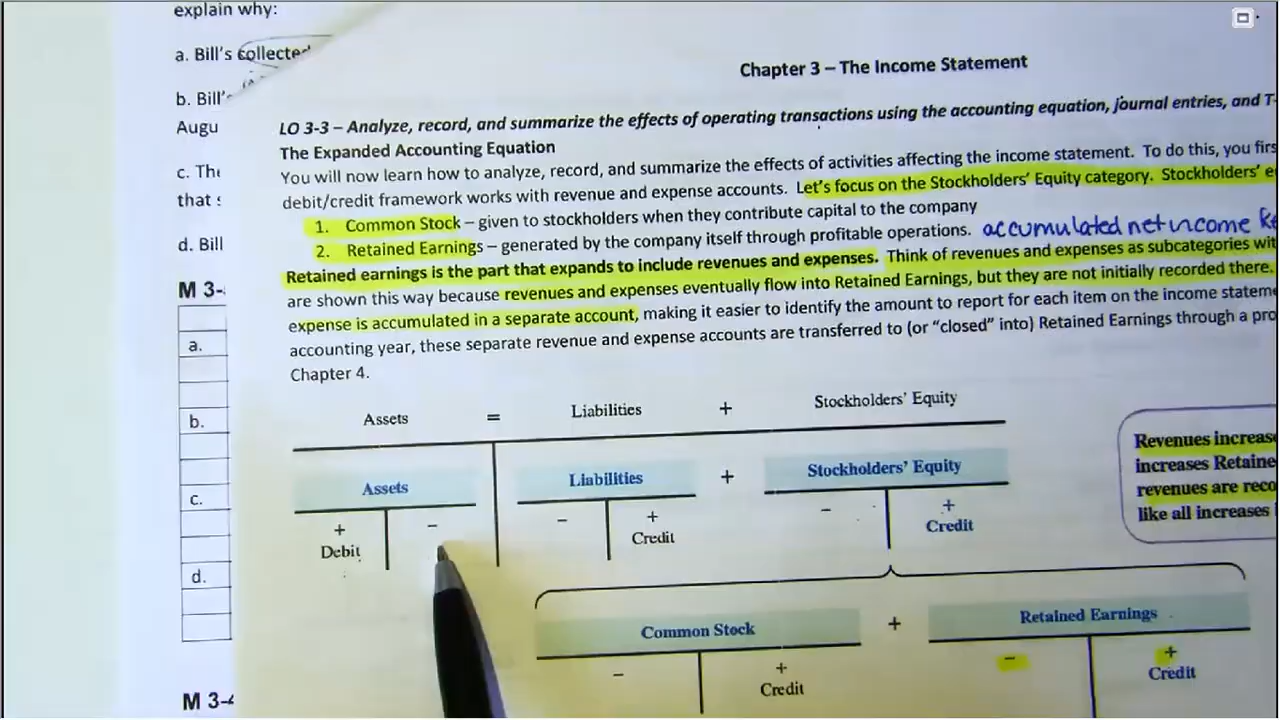 explain why:
a. Bill's collected
b. Bill'
Augu
c. The
that
d. Bill
M 3-
a.
b.
c.
d.
M 3-4
Chapter 3 – The Income Statement
LO 3-3 – Analyze, record, and summarize the effects of operating transactions using the accounting equation, journal entries, and T-
The Expanded Accounting Equation
You will now learn how to analyze, record, and summarize the effects of activities affecting the income statement. To do this, you firs
debit/credit framework works with revenue and expense accounts. Let's focus on the Stockholders' Equity category. Stockholders' e
1. Common Stock – given to stockholders when they contribute capital to the company
2. Retained Earnings – generated by the company itself through profitable operations. accumulated net income ke
Retained earnings is the part that expands to include revenues and expenses. Think of revenues and expenses as subcategories wit
are shown this way because revenues and expenses eventually flow into Retained Earnings, but they are not initially recorded there.
expense is accumulated in a separate account, making it easier to identify the amount to report for each item on the income stateme
accounting year, these separate revenue and expense accounts are transferred to (or "closed" into) Retained Earnings through a pro
Chapter 4.
Assets = Liabilities + Stockholders' Equity
Assets Liabilities + Stockholders' Equity
+ – – + – +
Debit Credit Credit
Revenues increas
increases Retaine
revenues are reco
like all increases
Common Stock + Retained Earnings
– + – +
Credit Credit